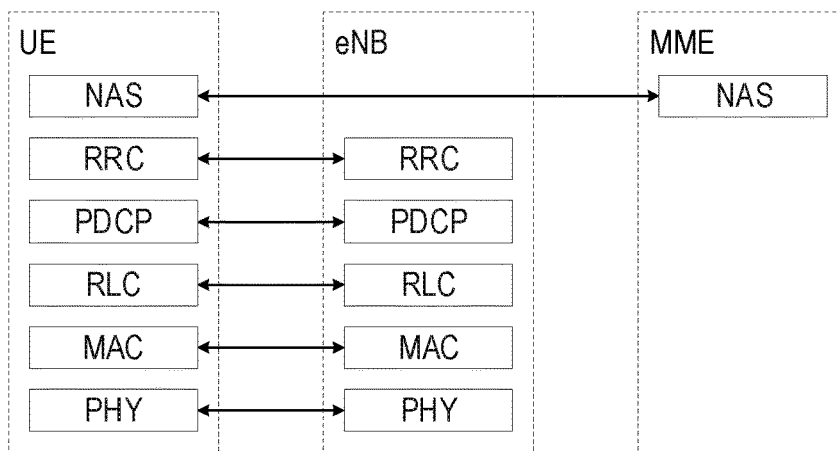 UE eNB MME
NAS NAS
RRC RRC
PDCP PDCP
RLC RLC
MAC MAC
PHY PHY